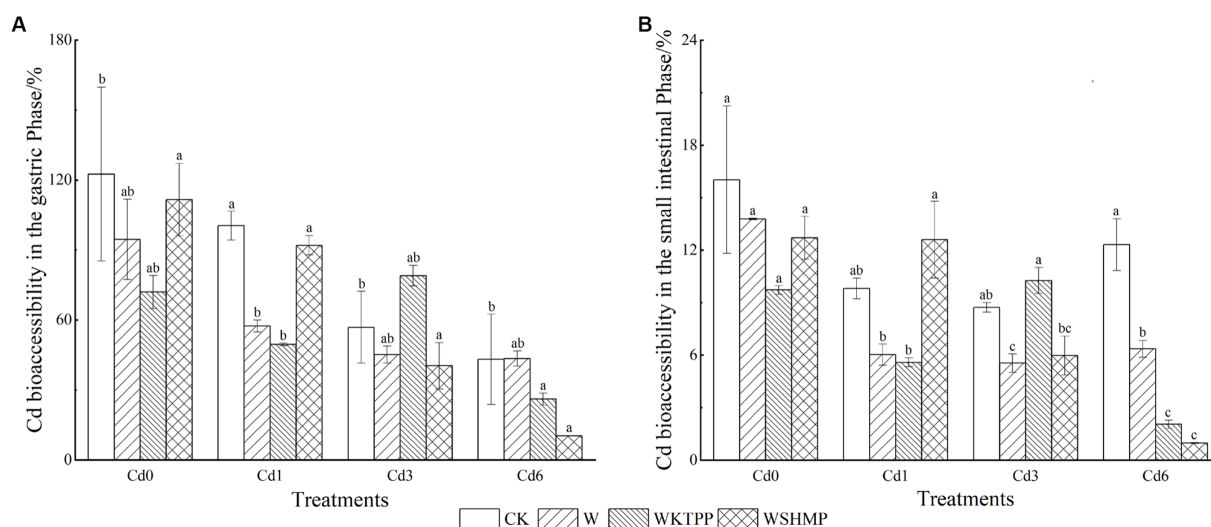 A
Cd bioaccessibility in the gastric Phase/%
180
120
60
0
b
ab
ab
a
a
b
b
a
b
ab
ab
a
b
ab
a
a
Cd0 Cd1 Cd3 Cd6
Treatments
B
Cd bioaccessibility in the small intestinal Phase/%
24
18
12
6
0
a
a
a
a
ab
b
b
a
ab
c
a
bc
a
b
c
c
Cd0 Cd1 Cd3 Cd6
Treatments
CK W WKTPP WSHMP